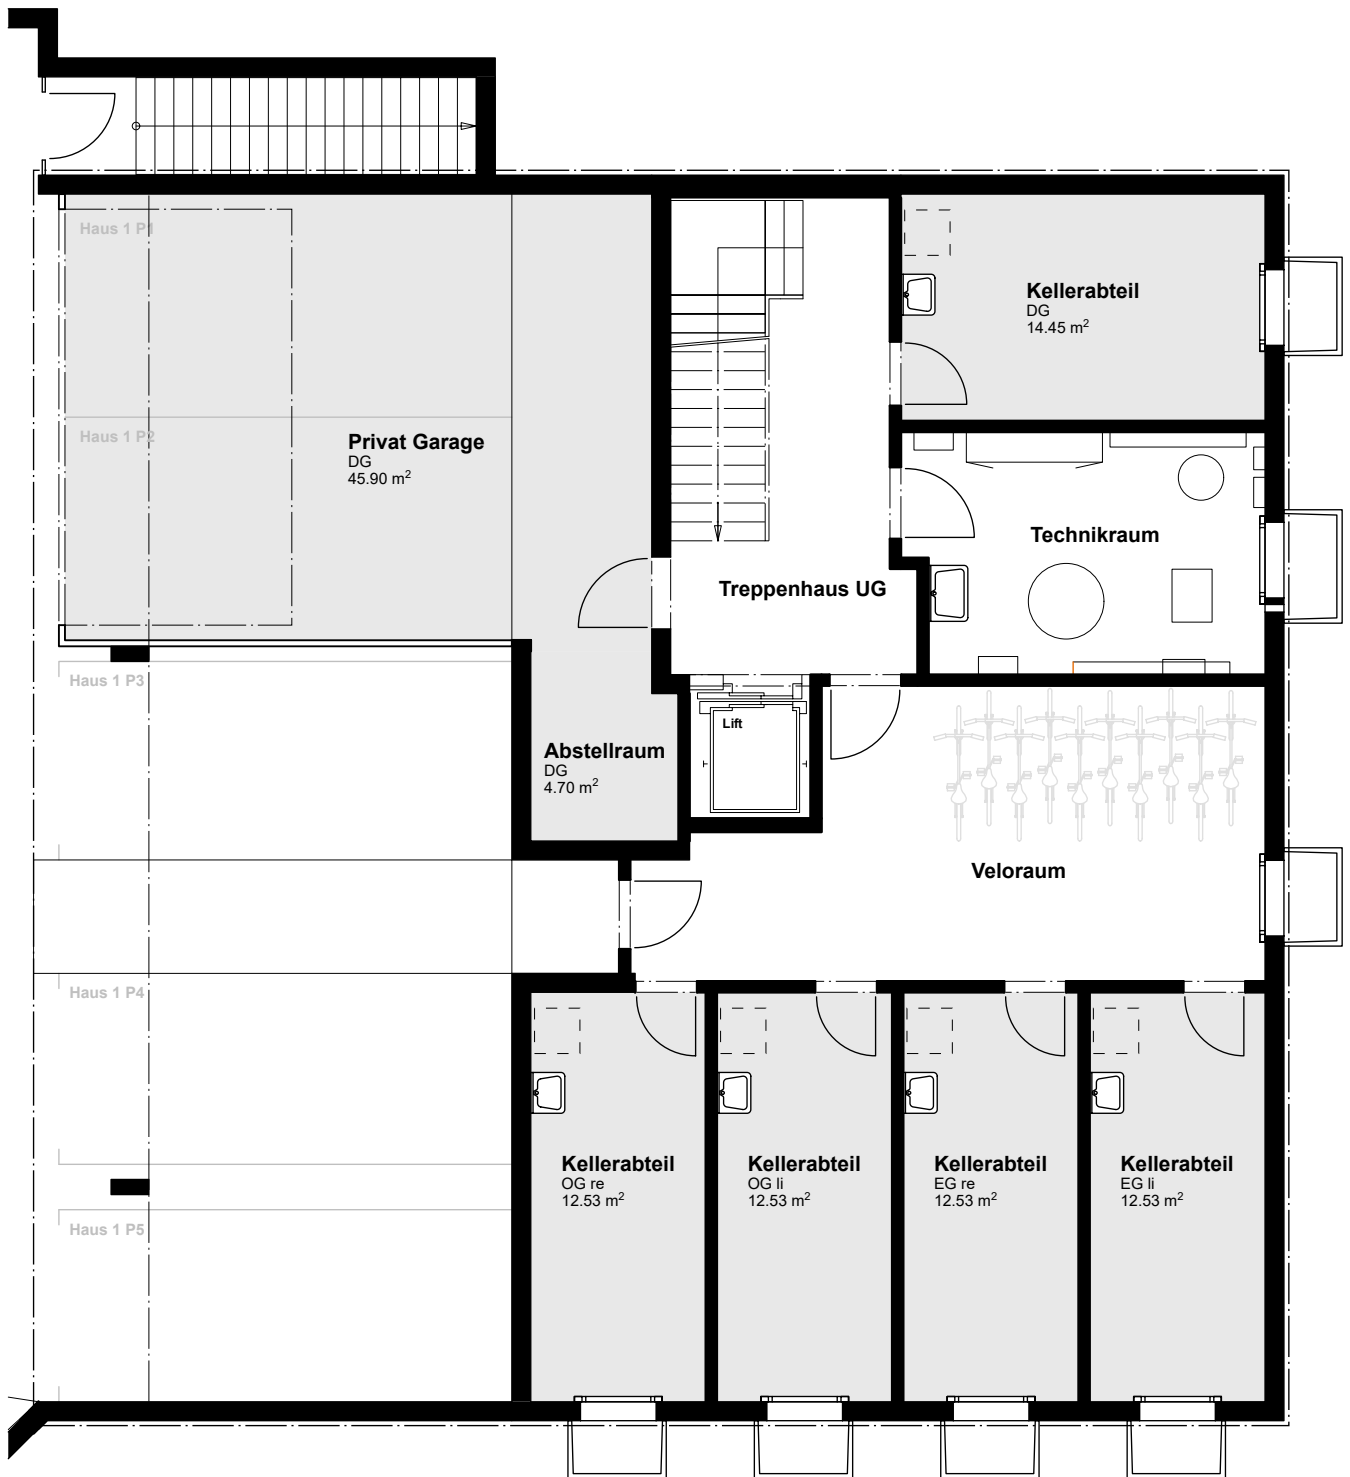 Haus 1 P1
Kellerabteil
DG
14.45 m²
Haus 1 P2
Privat Garage
DG
45.90 m²
Technikraum
Treppenhaus UG
Haus 1 P3
Lift
Abstellraum
DG
4.70 m²
Veloraum
Haus 1 P4
Kellerabteil
OG re
12.53 m²
Kellerabteil
OG li
12.53 m²
Kellerabteil
EG re
12.53 m²
Kellerabteil
EG li
12.53 m²
Haus 1 P5